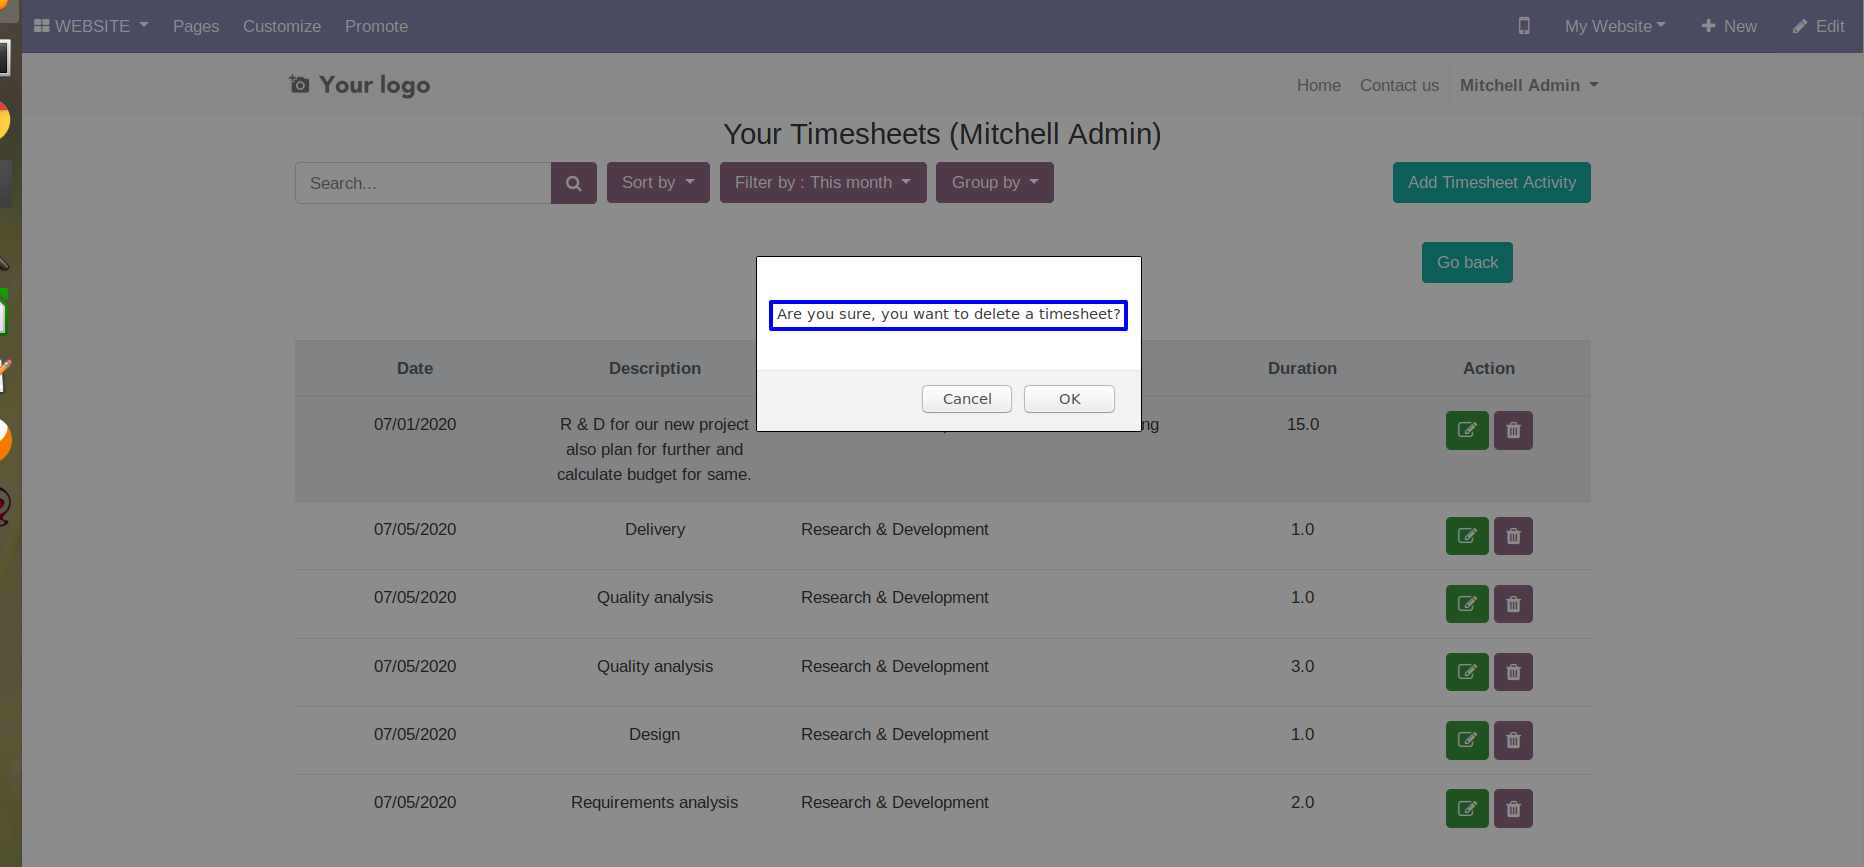 WEBSITE Pages Customize Promote My Website New Edit
Your logo Home Contact us Mitchell Admin
Your Timesheets (Mitchell Admin)
Search... Sort by Filter by : This month Group by Add Timesheet Activity
Go back
Are you sure, you want to delete a timesheet?
Cancel OK
Date Description Duration Action
07/01/2020 R & D for our new project 15.0
also plan for further and
calculate budget for same.
07/05/2020 Delivery Research & Development 1.0
07/05/2020 Quality analysis Research & Development 1.0
07/05/2020 Quality analysis Research & Development 3.0
07/05/2020 Design Research & Development 1.0
07/05/2020 Requirements analysis Research & Development 2.0